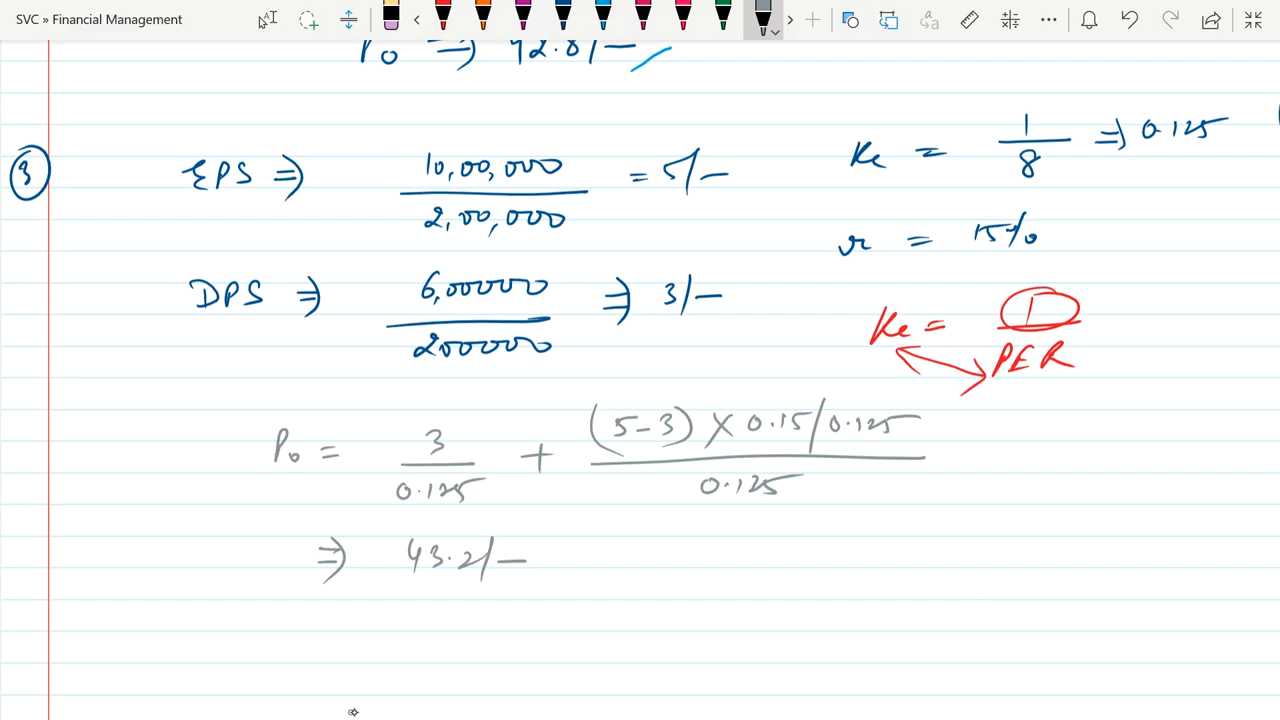 SVC » Financial Management
P₀ ⇒ 42.8/-
③
EPS ⇒ 10,00,000 / 2,00,000 = 5/-
Ke = 1 / 8 ⇒ 0.125
r = 15%
DPS ⇒ 6,00000 / 200000 ⇒ 3/-
Ke = 1 / PER
P₀ = 3 / 0.125 + (5-3) × 0.15/0.125 / 0.125
⇒ 43.2/-